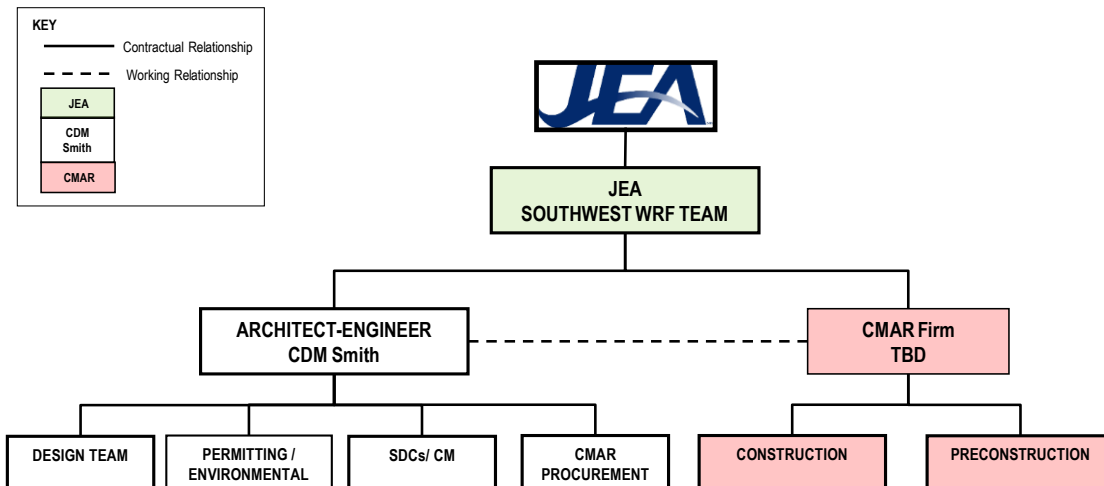 KEY
Contractual Relationship
Working Relationship
JEA
CDM
Smith
CMAR
JEA
JEA
SOUTHWEST WRF TEAM
ARCHITECT-ENGINEER
CDM Smith
CMAR Firm
TBD
DESIGN TEAM
PERMITTING /
ENVIRONMENTAL
SDCs/ CM
CMAR
PROCUREMENT
CONSTRUCTION
PRECONSTRUCTION